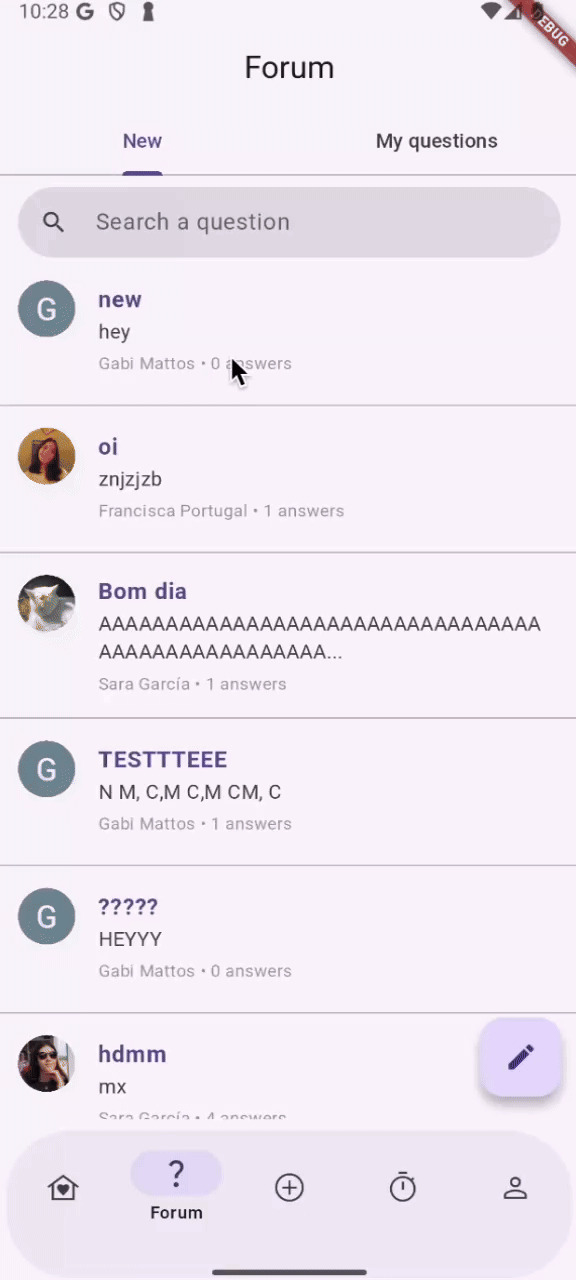 10:28 G
DEBUG
Forum
New
My questions
Search a question
G
new
hey
Gabi Mattos • 0 answers
oi
znjzjzb
Francisca Portugal • 1 answers
Bom dia
AAAAAAAAAAAAAAAAAAAAAAAAAAAAAAAAA
AAAAAAAAAAAAAAAAA...
Sara García • 1 answers
G
TESTTTEEE
N M, C,M C,M CM, C
Gabi Mattos • 1 answers
G
?????
HEYYY
Gabi Mattos • 0 answers
hdmm
mx
Sara García • 4 answers
?
Forum